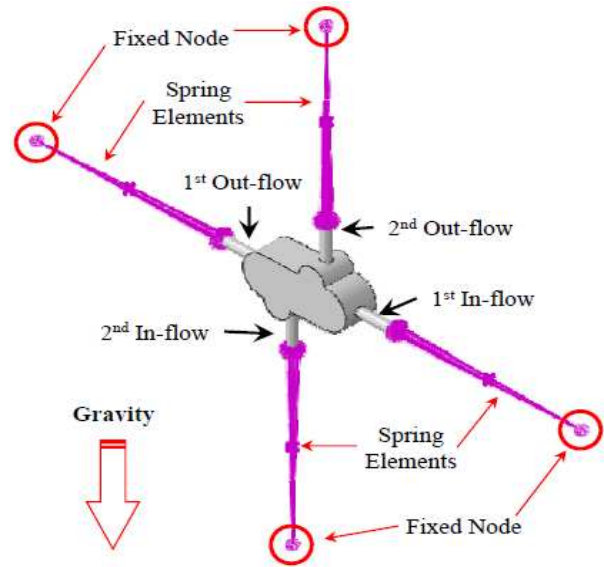 Fixed Node
Spring
Elements
1st Out-flow
2nd Out-flow
1st In-flow
2nd In-flow
Gravity
Spring
Elements
Fixed Node